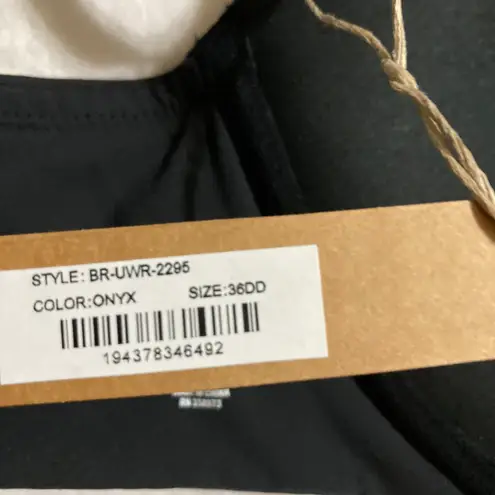 STYLE: BR-UWR-2295
COLOR:ONYX SIZE:36DD
194378346492